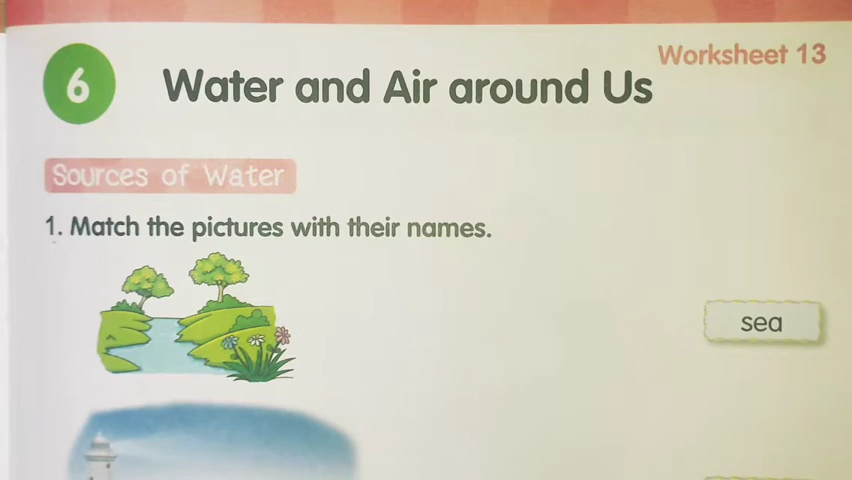 Worksheet 13
6 Water and Air around Us
Sources of Water
1. Match the pictures with their names.
sea